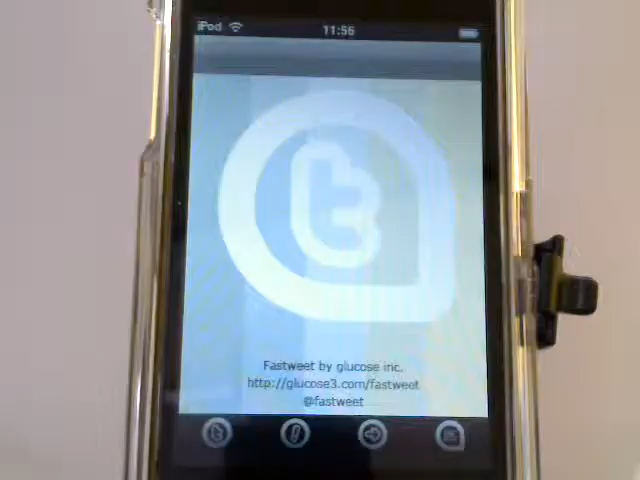 iPod 11:56
t
Fastweet by glucose inc.
http://glucose3.com/fastweet
@fastweet